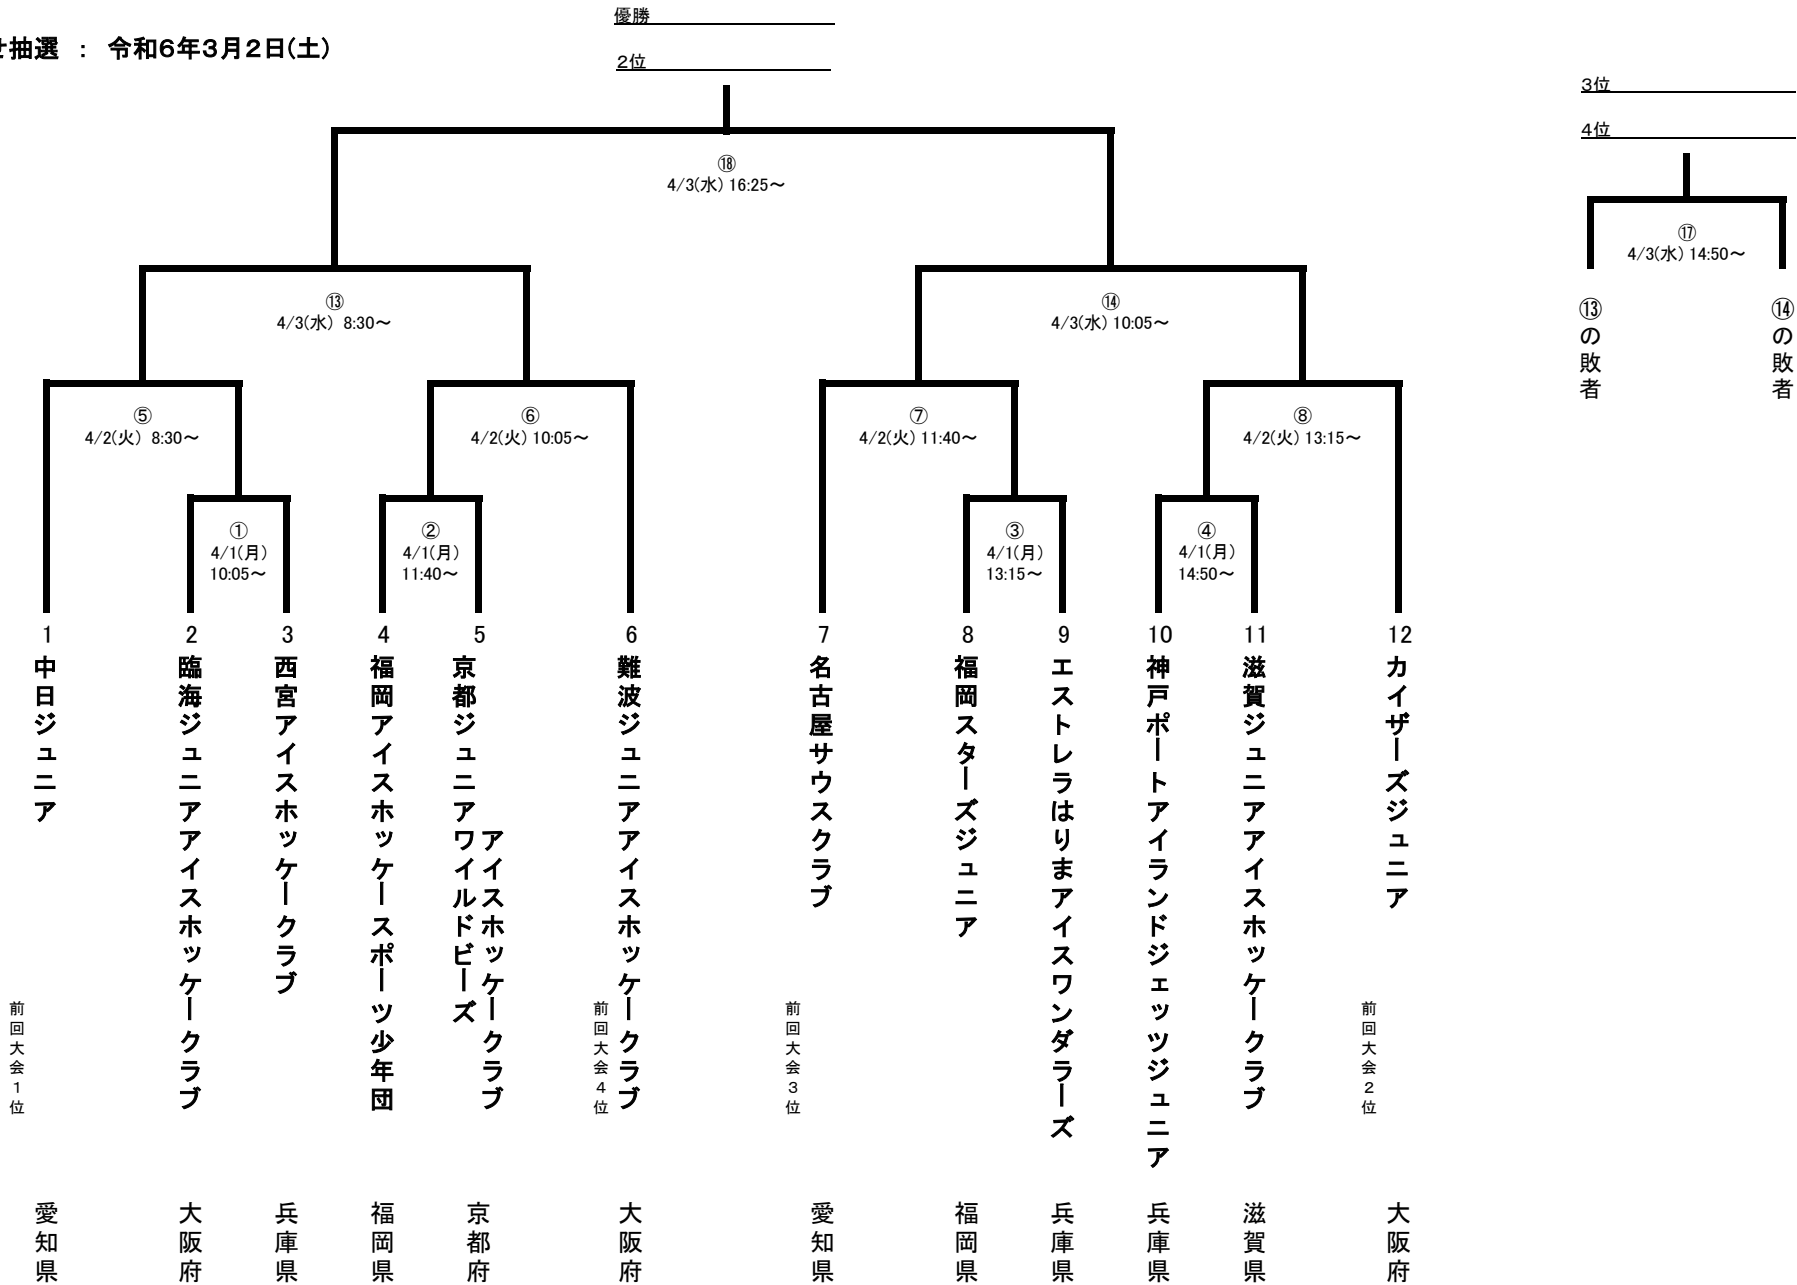 優勝
2位
抽選 ： 令和6年3月2日(土)
3位
4位
⑱
4/3(水) 16:25～
⑰
4/3(水) 14:50～
⑬の敗者
⑭の敗者
⑬
4/3(水) 8:30～
⑭
4/3(水) 10:05～
⑤
4/2(火) 8:30～
⑥
4/2(火) 10:05～
⑦
4/2(火) 11:40～
⑧
4/2(火) 13:15～
①
4/1(月)
10:05～
②
4/1(月)
11:40～
③
4/1(月)
13:15～
④
4/1(月)
14:50～
1
中日ジュニア
前回大会1位
愛知県
2
臨海ジュニアアイスホッケークラブ
大阪府
3
西宮アイスホッケークラブ
兵庫県
4
福岡アイスホッケースポーツ少年団
福岡県
5
京都ジュニアワイルドビーズ
アイスホッケークラブ
京都府
6
難波ジュニアアイスホッケークラブ
前回大会4位
大阪府
7
名古屋サウスクラブ
前回大会3位
愛知県
8
福岡スターズジュニア
福岡県
9
エストレラはりまアイスワンダラーズ
兵庫県
10
神戸ポートアイランドジェッツジュニア
兵庫県
11
滋賀ジュニアアイスホッケークラブ
滋賀県
12
カイザーズジュニア
前回大会2位
大阪府